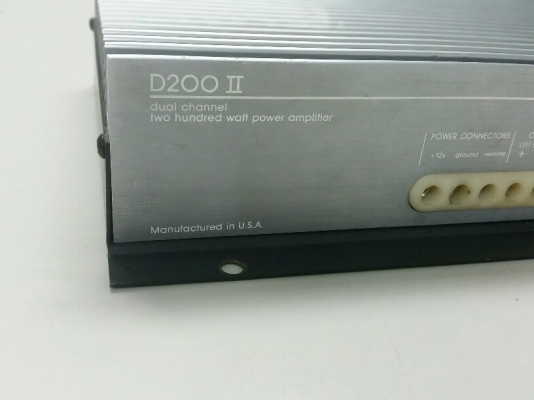 D200 II
dual channel
two hundred watt power amplifier
POWER CONNECTORS
+12v ground remote
+
Manufactured in U.S.A.